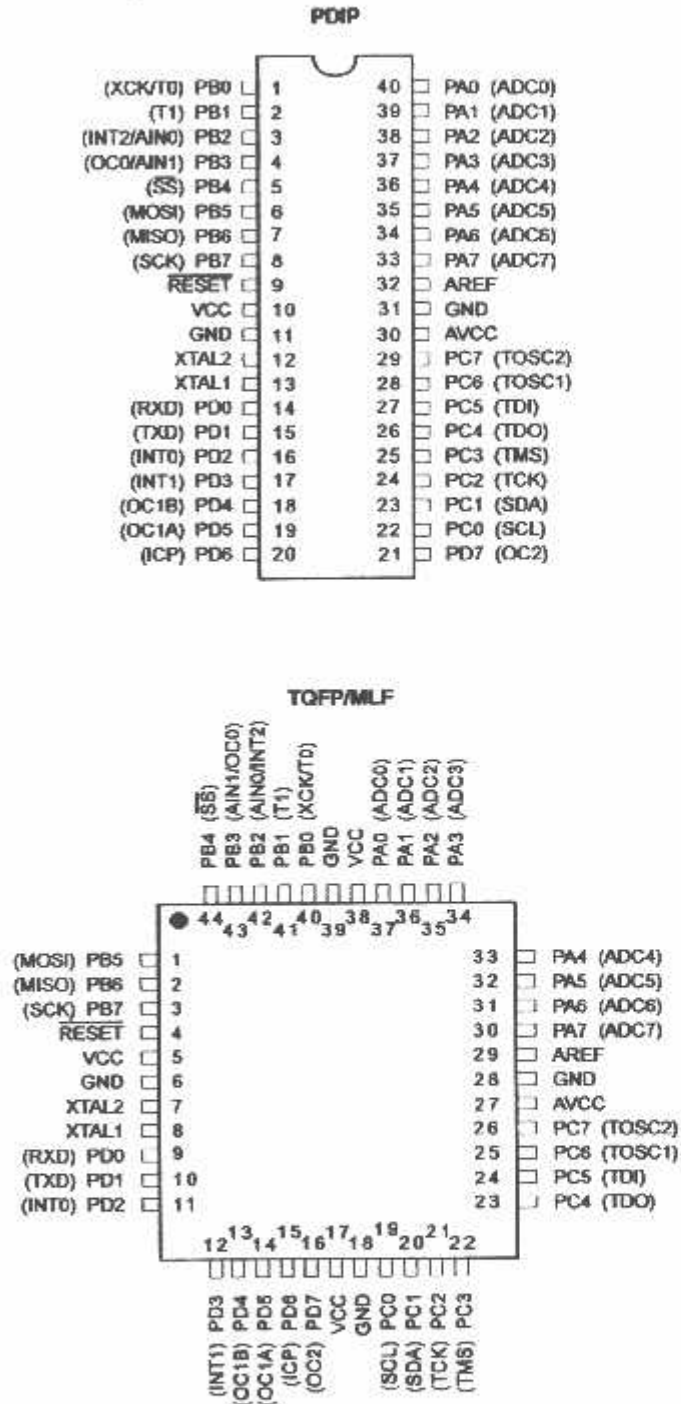 PDIP
(XCK/T0) PB0 1 40 PA0 (ADC0)
(T1) PB1 2 39 PA1 (ADC1)
(INT2/AIN0) PB2 3 38 PA2 (ADC2)
(OC0/AIN1) PB3 4 37 PA3 (ADC3)
(SS) PB4 5 36 PA4 (ADC4)
(MOSI) PB5 6 35 PA5 (ADC5)
(MISO) PB6 7 34 PA6 (ADC6)
(SCK) PB7 8 33 PA7 (ADC7)
RESET 9 32 AREF
VCC 10 31 GND
GND 11 30 AVCC
XTAL2 12 29 PC7 (TOSC2)
XTAL1 13 28 PC6 (TOSC1)
(RXD) PD0 14 27 PC5 (TDI)
(TXD) PD1 15 26 PC4 (TDO)
(INT0) PD2 16 25 PC3 (TMS)
(INT1) PD3 17 24 PC2 (TCK)
(OC1B) PD4 18 23 PC1 (SDA)
(OC1A) PD5 19 22 PC0 (SCL)
(ICP) PD6 20 21 PD7 (OC2)
TQFP/MLF
PB4 (SS)
PB3 (AIN1/OC0)
PB2 (AIN0/INT2)
PB1 (T1)
PB0 (XCK/T0)
GND
VCC
PA0 (ADC0)
PA1 (ADC1)
PA2 (ADC2)
PA3 (ADC3)
44 43 42 41 40 39 38 37 36 35 34
(MOSI) PB5 1 33 PA4 (ADC4)
(MISO) PB6 2 32 PA5 (ADC5)
(SCK) PB7 3 31 PA6 (ADC6)
RESET 4 30 PA7 (ADC7)
VCC 5 29 AREF
GND 6 28 GND
XTAL2 7 27 AVCC
XTAL1 8 26 PC7 (TOSC2)
(RXD) PD0 9 25 PC6 (TOSC1)
(TXD) PD1 10 24 PC5 (TDI)
(INT0) PD2 11 23 PC4 (TDO)
12 13 14 15 16 17 18 19 20 21 22
(INT1) PD3
(OC1B) PD4
(OC1A) PD5
(ICP) PD6
(OC2) PD7
VCC
GND
(SCL) PC0
(SDA) PC1
(TCK) PC2
(TMS) PC3